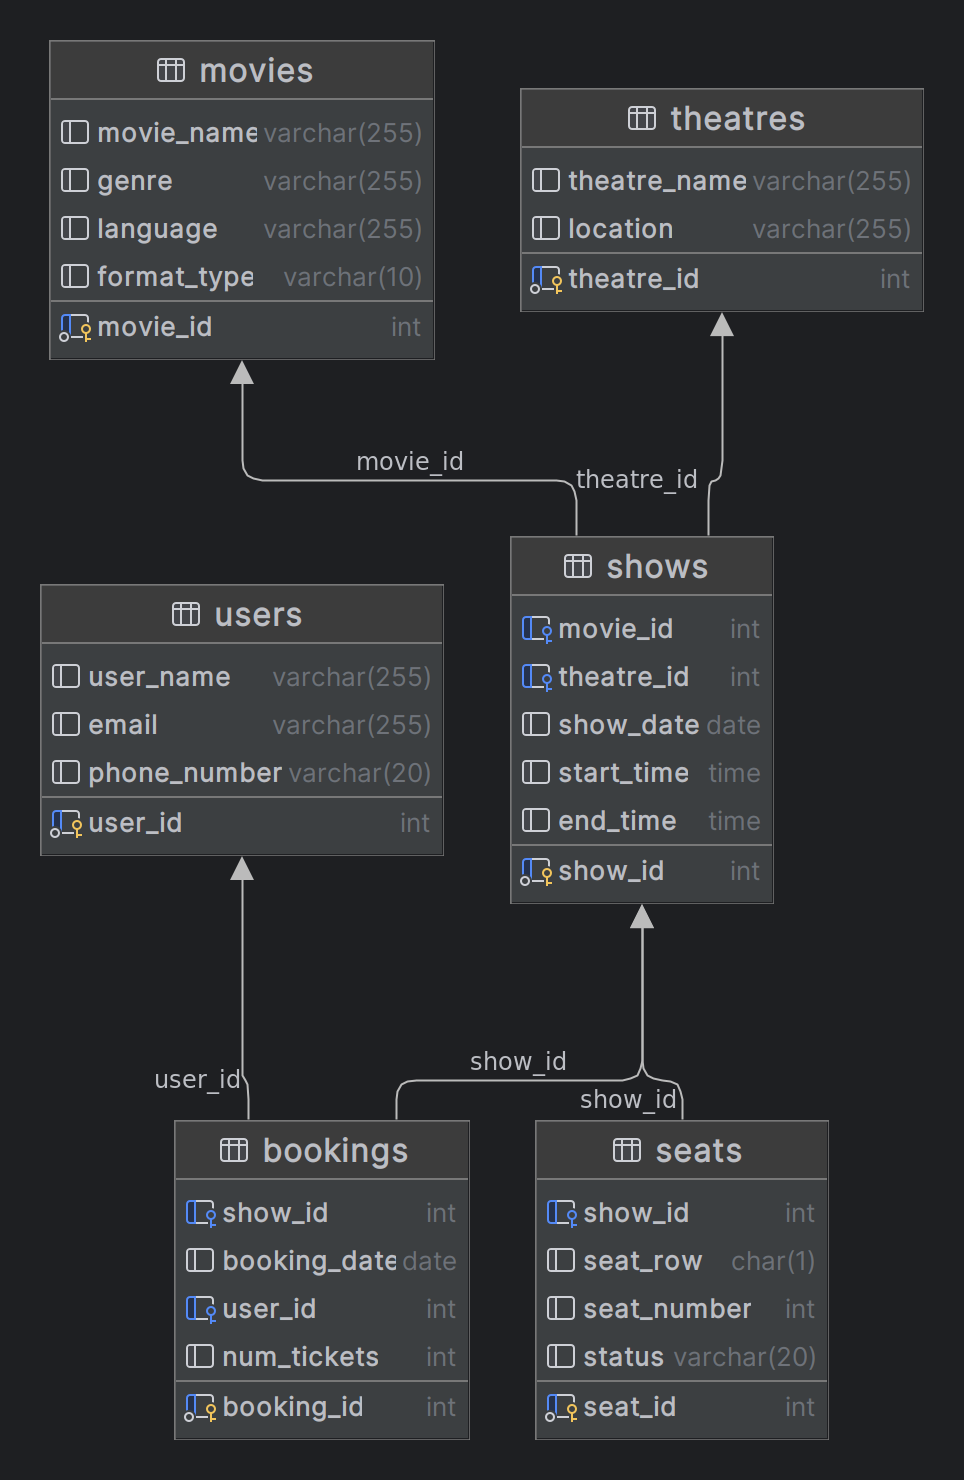 movies
movie_name varchar(255)
genre varchar(255)
language varchar(255)
format_type varchar(10)
movie_id int
theatres
theatre_name varchar(255)
location varchar(255)
theatre_id int
movie_id
theatre_id
shows
movie_id int
theatre_id int
show_date date
start_time time
end_time time
show_id int
users
user_name varchar(255)
email varchar(255)
phone_number varchar(20)
user_id int
user_id
show_id
show_id
bookings
show_id int
booking_date date
user_id int
num_tickets int
booking_id int
seats
show_id int
seat_row char(1)
seat_number int
status varchar(20)
seat_id int